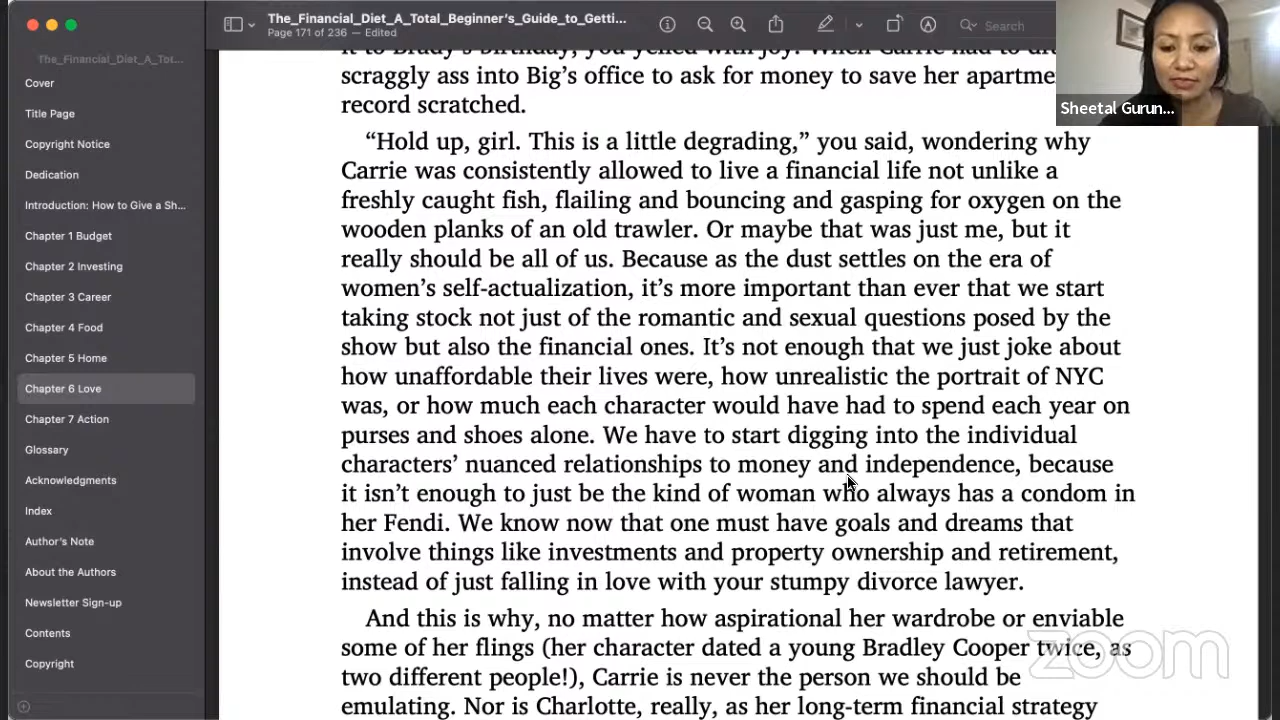 The_Financial_Diet_A_Total_Beginner's_Guide_to_Getti...
Page 171 of 236 — Edited
Search
The_Financial_Diet_A_Tot...
Cover
Title Page
Copyright Notice
Dedication
Introduction: How to Give a Sh...
Chapter 1 Budget
Chapter 2 Investing
Chapter 3 Career
Chapter 4 Food
Chapter 5 Home
Chapter 6 Love
Chapter 7 Action
Glossary
Acknowledgments
Index
Author's Note
About the Authors
Newsletter Sign-up
Contents
Copyright
it to Brady's birthday, you yelled with joy. When Carrie had to
scraggly ass into Big's office to ask for money to save her
record scratched.
“Hold up, girl. This is a little degrading,” you said, wondering why
Carrie was consistently allowed to live a financial life not unlike a
freshly caught fish, flailing and bouncing and gasping for oxygen on the
wooden planks of an old trawler. Or maybe that was just me, but it
really should be all of us. Because as the dust settles on the era of
women’s self-actualization, it’s more important than ever that we start
taking stock not just of the romantic and sexual questions posed by the
show but also the financial ones. It’s not enough that we just joke about
how unaffordable their lives were, how unrealistic the portrait of NYC
was, or how much each character would have had to spend each year on
purses and shoes alone. We have to start digging into the individual
characters’ nuanced relationships to money and independence, because
it isn’t enough to just be the kind of woman who always has a condom in
her Fendi. We know now that one must have goals and dreams that
involve things like investments and property ownership and retirement,
instead of just falling in love with your stumpy divorce lawyer.
And this is why, no matter how aspirational her wardrobe or enviable
some of her flings (her character dated a young Bradley Cooper twice, as
two different people!), Carrie is never the person we should be
emulating. Nor is Charlotte, really, as her long-term financial strategy
Sheetal Gurun...
zoom